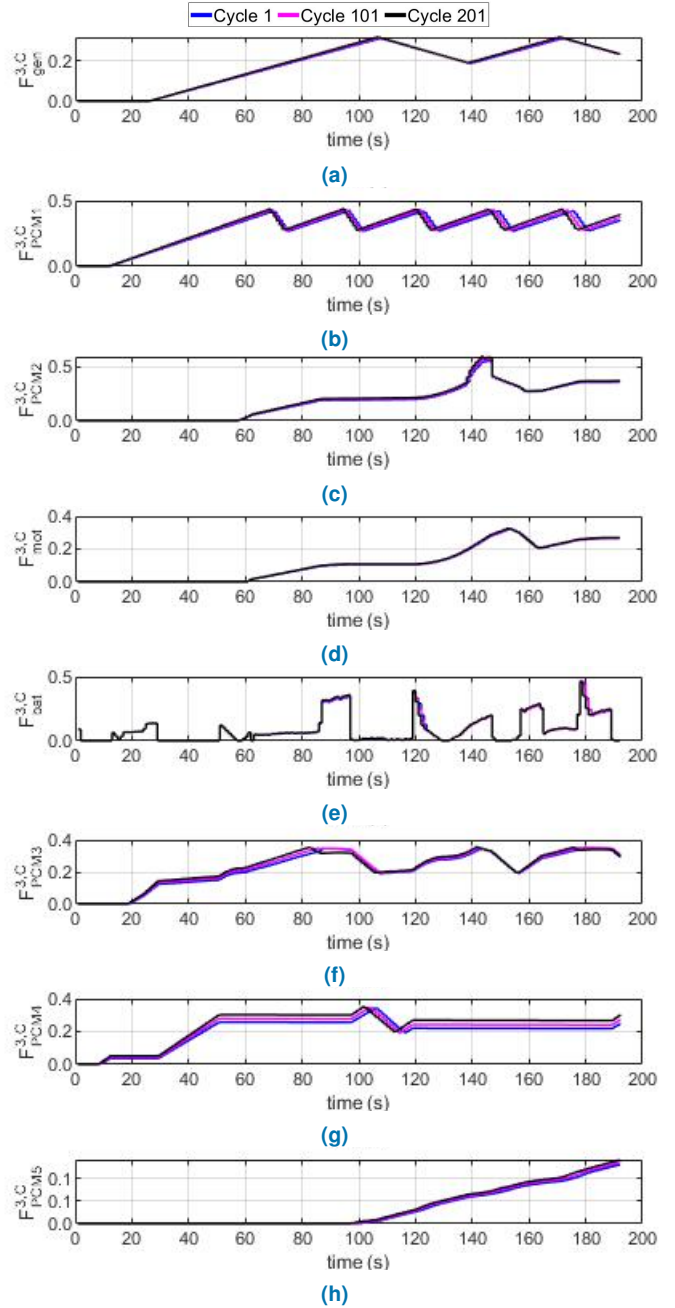 Cycle 1 Cycle 101 Cycle 201
F 3,C gen
0.2
0.0
0 20 40 60 80 100 120 140 160 180 200
time (s)
(a)
F 3,C PCM1
0.5
0.0
0 20 40 60 80 100 120 140 160 180 200
time (s)
(b)
F 3,C PCM2
0.5
0.0
0 20 40 60 80 100 120 140 160 180 200
time (s)
(c)
F 3,C mot
0.4
0.2
0.0
0 20 40 60 80 100 120 140 160 180 200
time (s)
(d)
F 3,C bat
0.5
0.0
0 20 40 60 80 100 120 140 160 180 200
time (s)
(e)
F 3,C PCM3
0.4
0.2
0.0
0 20 40 60 80 100 120 140 160 180 200
time (s)
(f)
F 3,C PCM4
0.4
0.2
0.0
0 20 40 60 80 100 120 140 160 180 200
time (s)
(g)
F 3,C PCM5
0.1
0.1
0.0
0 20 40 60 80 100 120 140 160 180 200
time (s)
(h)